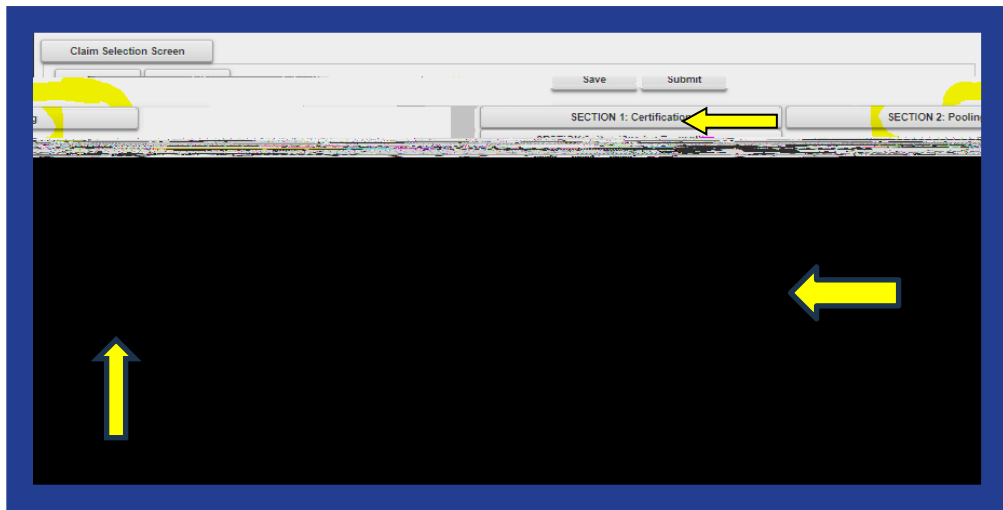 Claim Selection Screen
Save Submit
g SECTION 1: Certification SECTION 2: Pooling